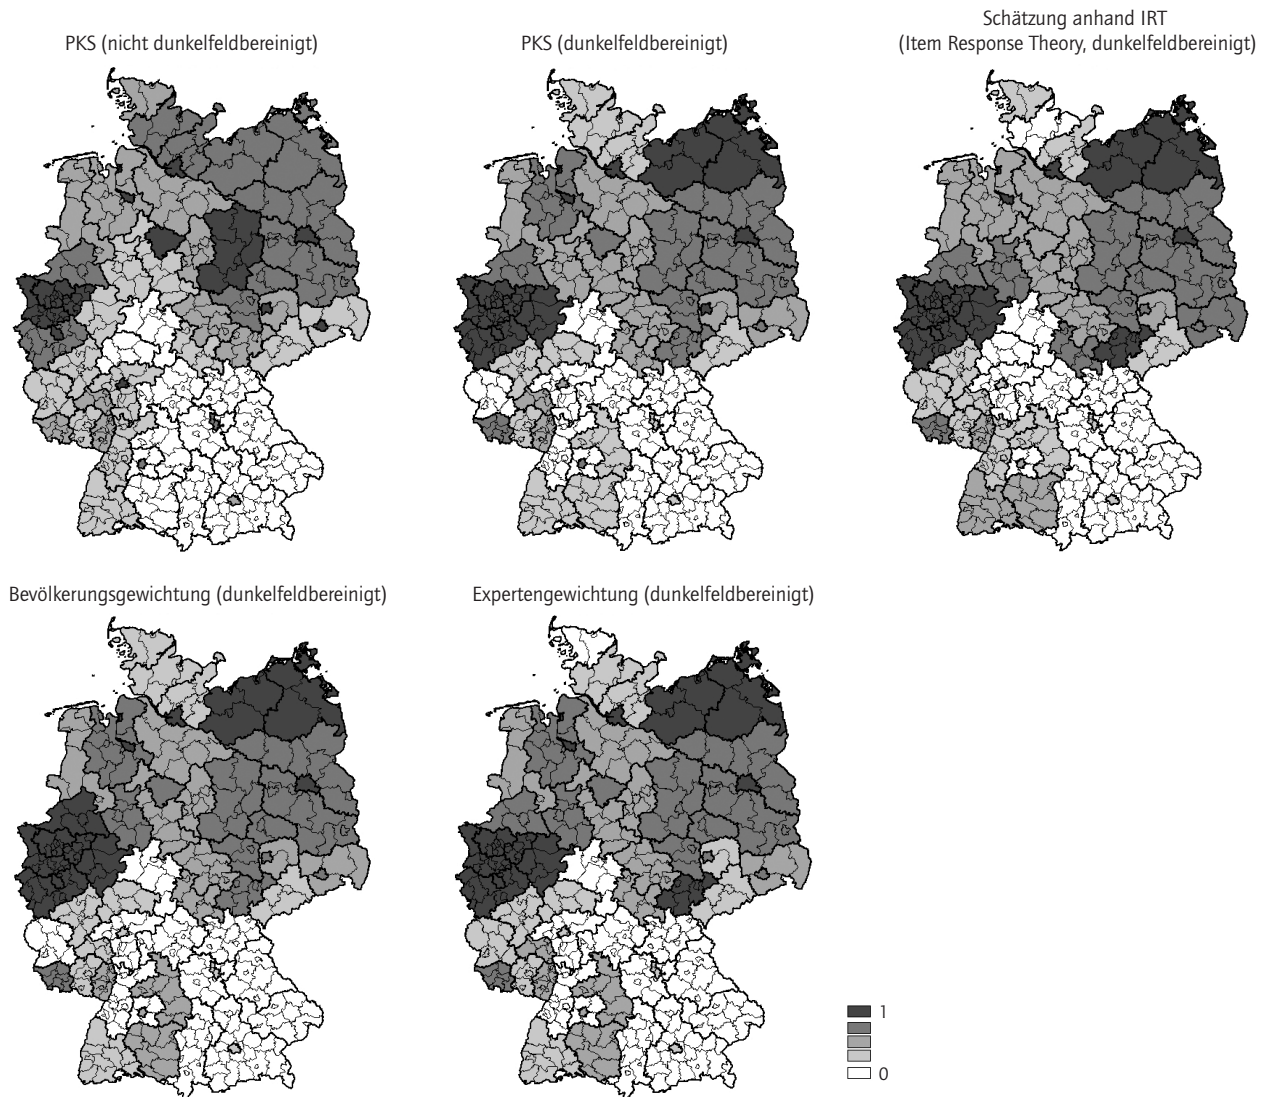 PKS (nicht dunkelfeldbereinigt)
PKS (dunkelfeldbereinigt)
Schätzung anhand IRT
(Item Response Theory, dunkelfeldbereinigt)
Bevölkerungsgewichtung (dunkelfeldbereinigt)
Expertengewichtung (dunkelfeldbereinigt)
1
0